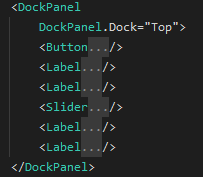 <DockPanel
DockPanel.Dock="Top">
<Button.../>
<Label.../>
<Label.../>
<Slider.../>
<Label.../>
<Label.../>
</DockPanel>